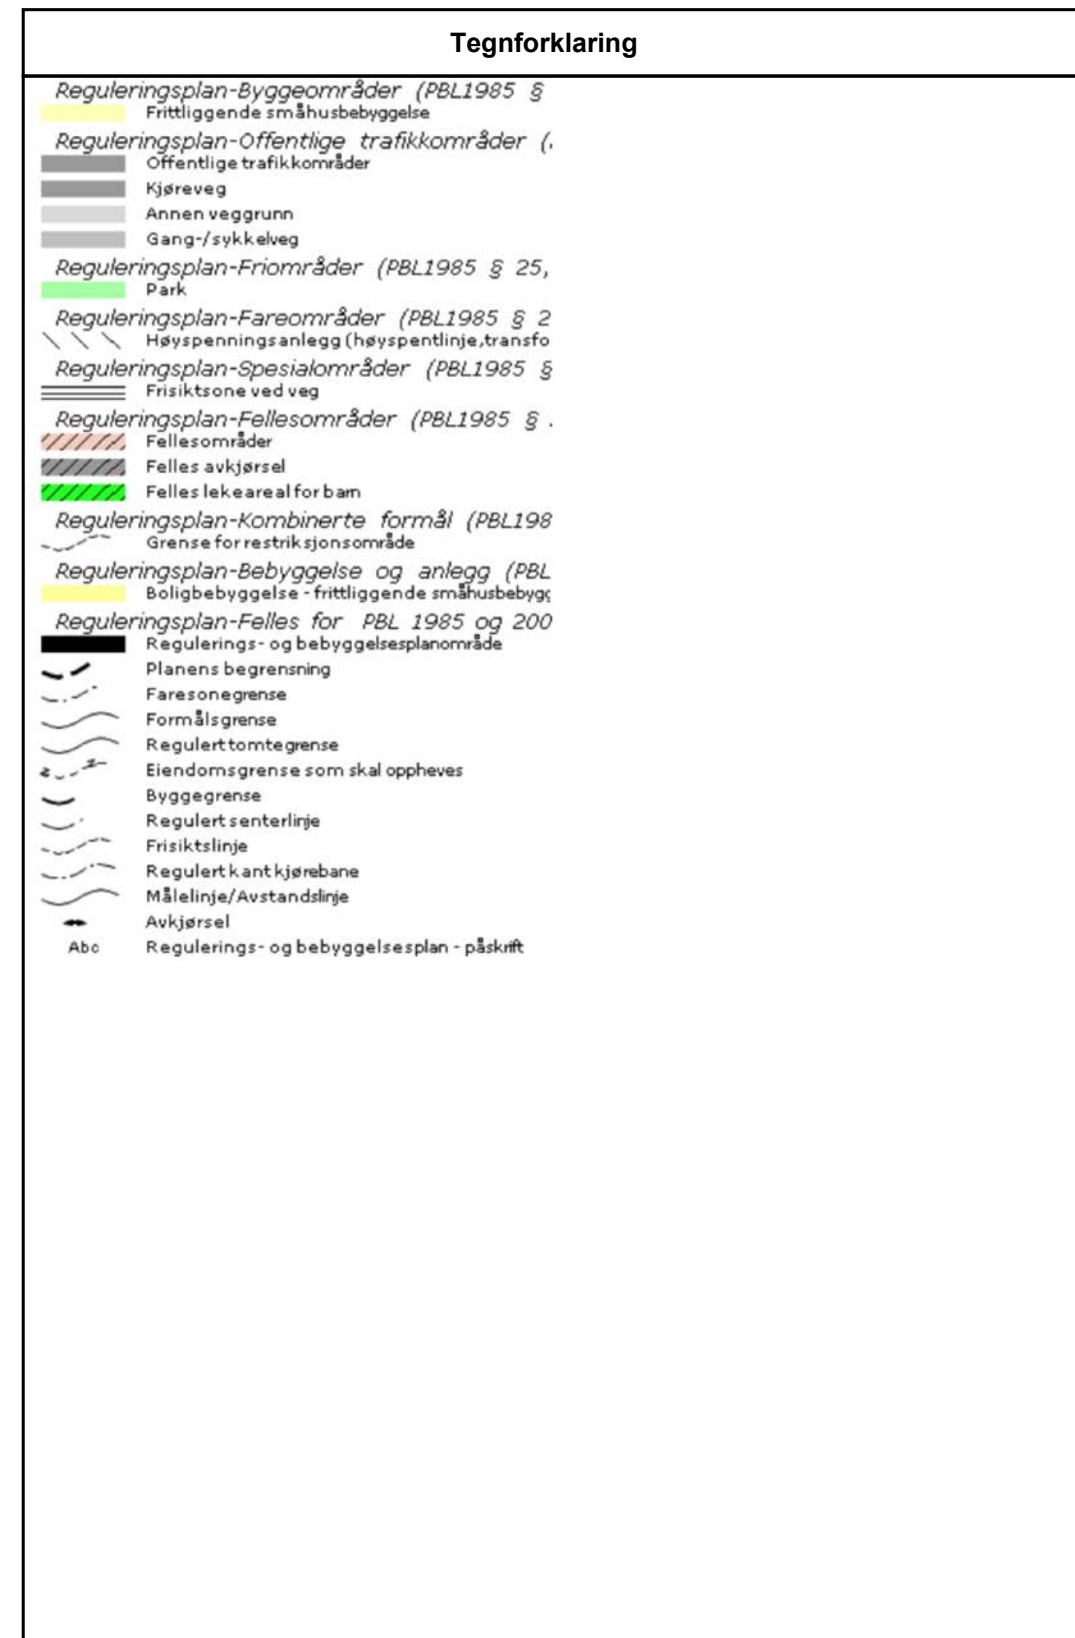 Tegnforklaring
Reguleringsplan-Byggeområder (PBL1985 §
Frittliggende småhusbebyggelse
Reguleringsplan-Offentlige trafikkområder (
Offentlige trafikkområder
Kjøreveg
Annen veggrunn
Gang-/sykkelveg
Reguleringsplan-Friområder (PBL1985 § 25,
Park
Reguleringsplan-Fareområder (PBL1985 § 2
Høyspenningsanlegg (høyspentlinje,transfo
Reguleringsplan-Spesialområder (PBL1985 §
Frisiktsone ved veg
Reguleringsplan-Fellesområder (PBL1985 §
Fellesområder
Felles avkjørsel
Felles lekeareal for barn
Reguleringsplan-Kombinerte formål (PBL198
Grense for restriksjonsområde
Reguleringsplan-Bebyggelse og anlegg (PBL
Boligbebyggelse - frittliggende småhusbebygg
Reguleringsplan-Felles for PBL 1985 og 200
Regulerings- og bebyggelsesplanområde
Planens begrensning
Faresonegrense
Formålsgrense
Regulert tomtegrense
Eiendomsgrense som skal oppheves
Byggegrense
Regulert senterlinje
Frisiktslinje
Regulert kant kjørebane
Målelinje/Avstandslinje
Avkjørsel
Abc Regulerings- og bebyggelsesplan - påskrift